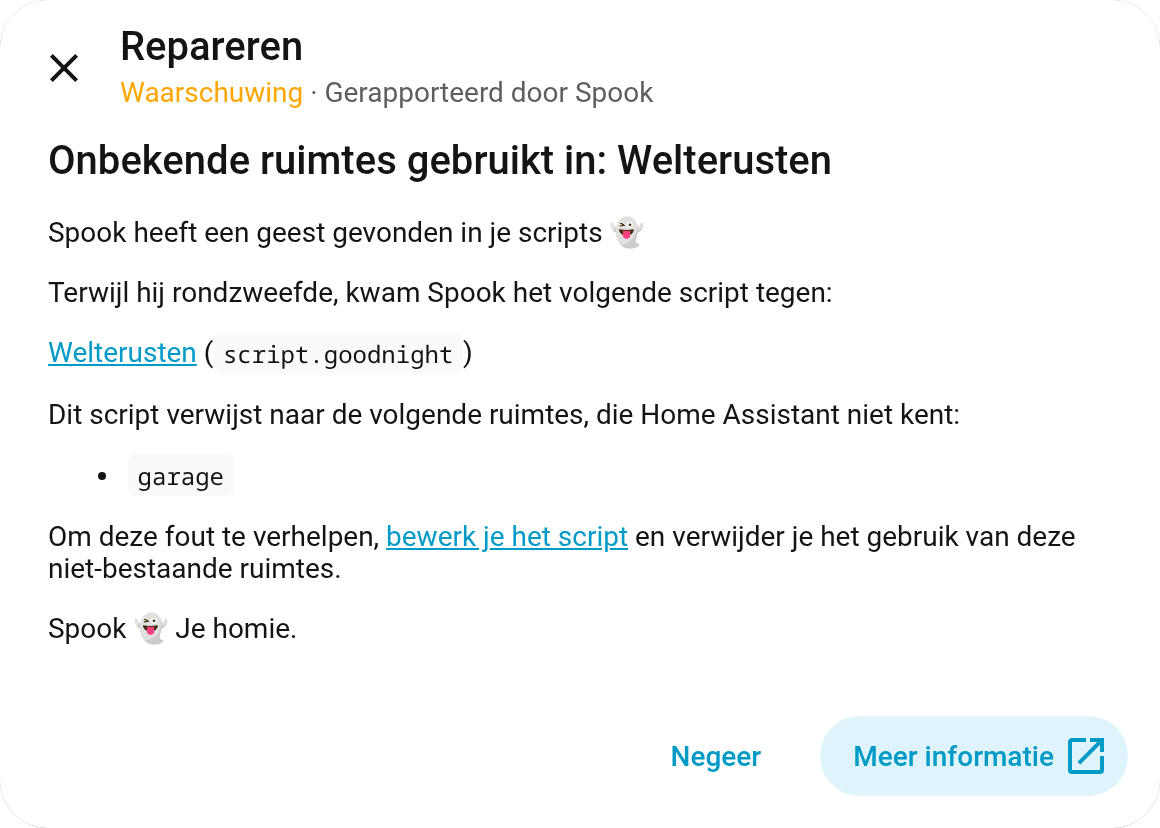 Repareren
Waarschuwing · Gerapporteerd door Spook
Onbekende ruimtes gebruikt in: Welterusten
Spook heeft een geest gevonden in je scripts 👻
Terwijl hij rondzweefde, kwam Spook het volgende script tegen:
Welterusten (script.goodnight)
Dit script verwijst naar de volgende ruimtes, die Home Assistant niet kent:
• garage
Om deze fout te verhelpen, bewerk je het script en verwijder je het gebruik van deze
niet-bestaande ruimtes.
Spook 👻 Je homie.
Negeer
Meer informatie